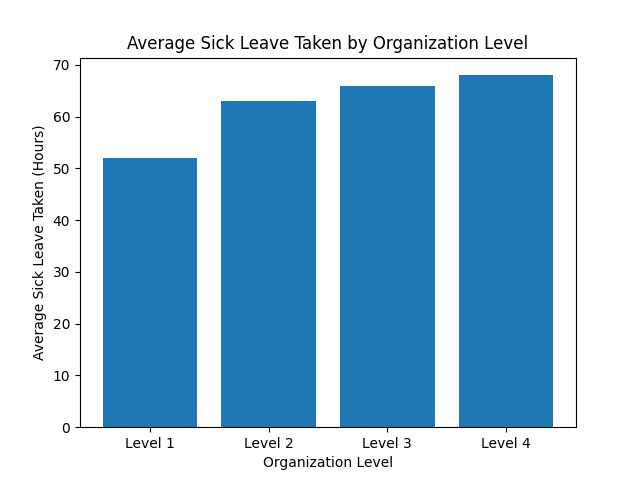 Average Sick Leave Taken by Organization Level
Average Sick Leave Taken (Hours)
70
60
50
40
30
20
10
0
Level 1 Level 2 Level 3 Level 4
Organization Level